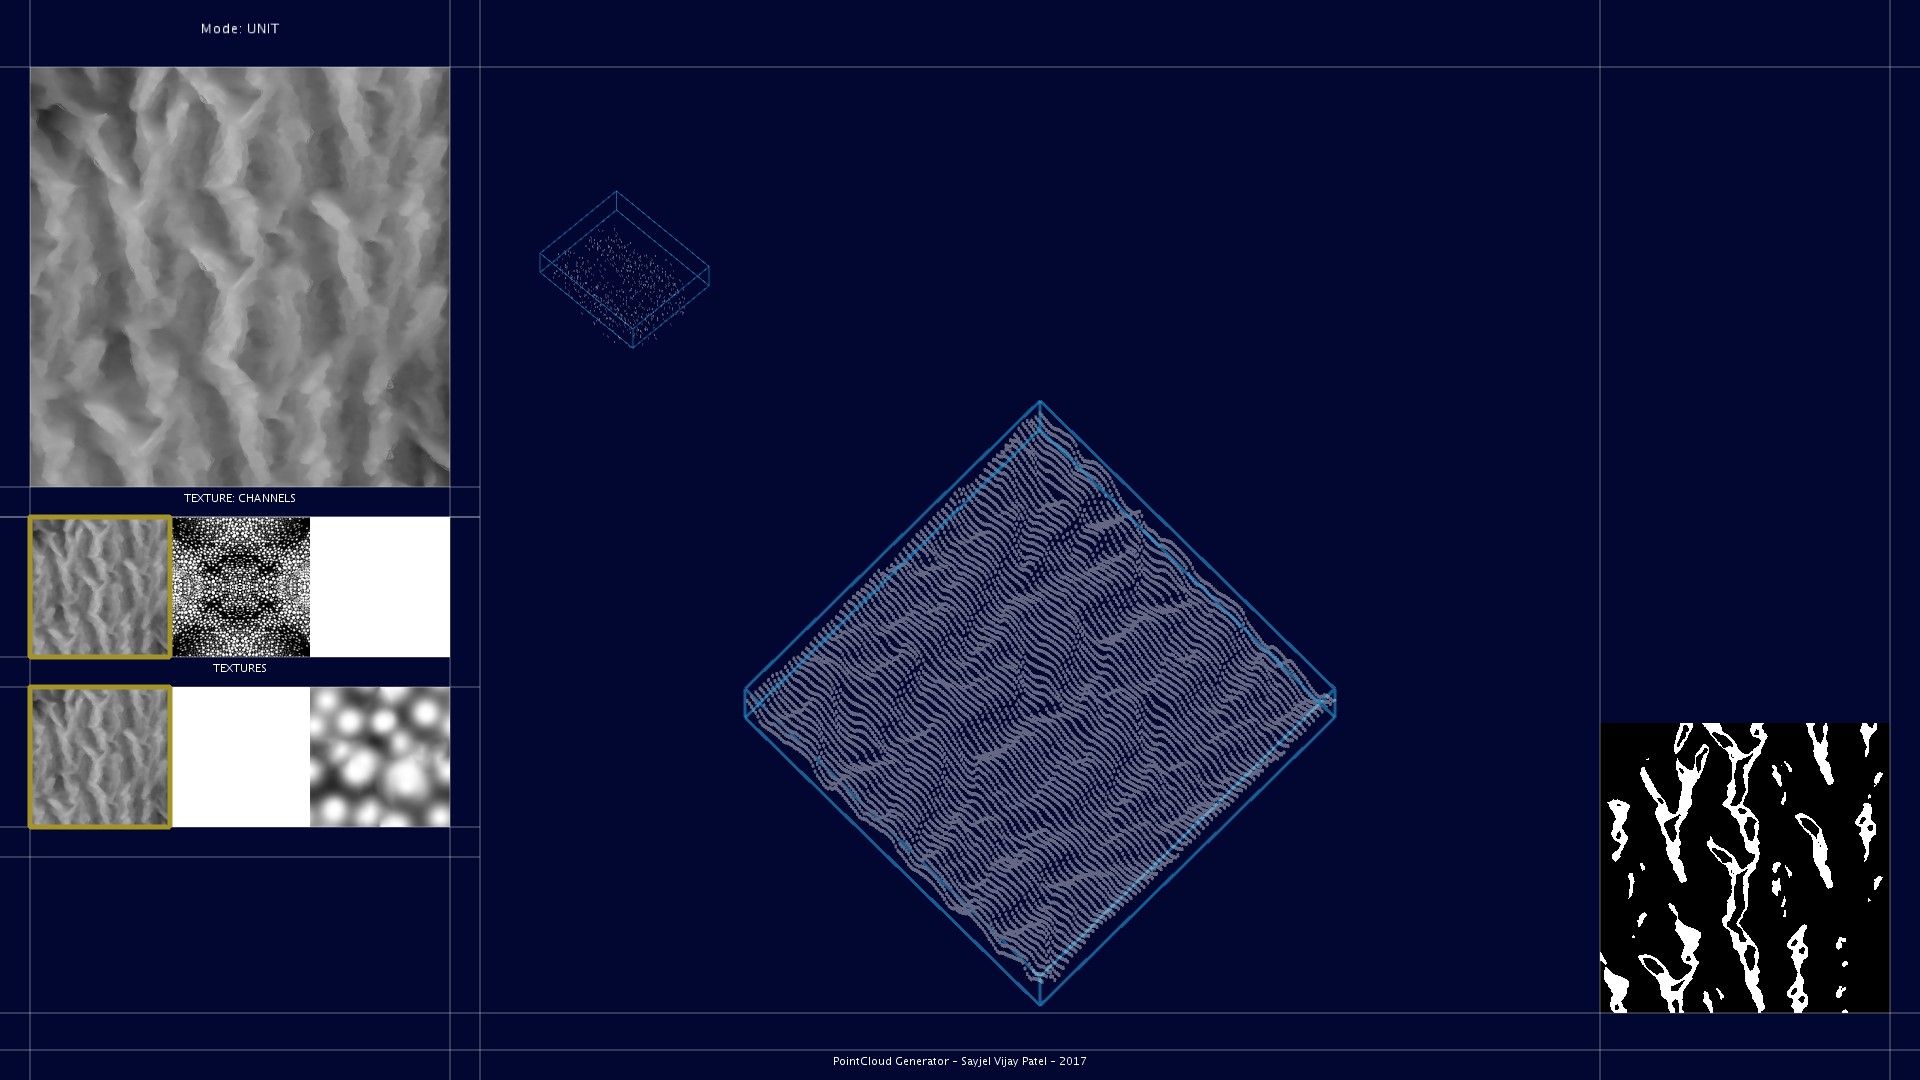 Mode: UNIT
TEXTURE: CHANNELS
TEXTURES
PointCloud Generator - Sayjel Vijay Patel - 2017